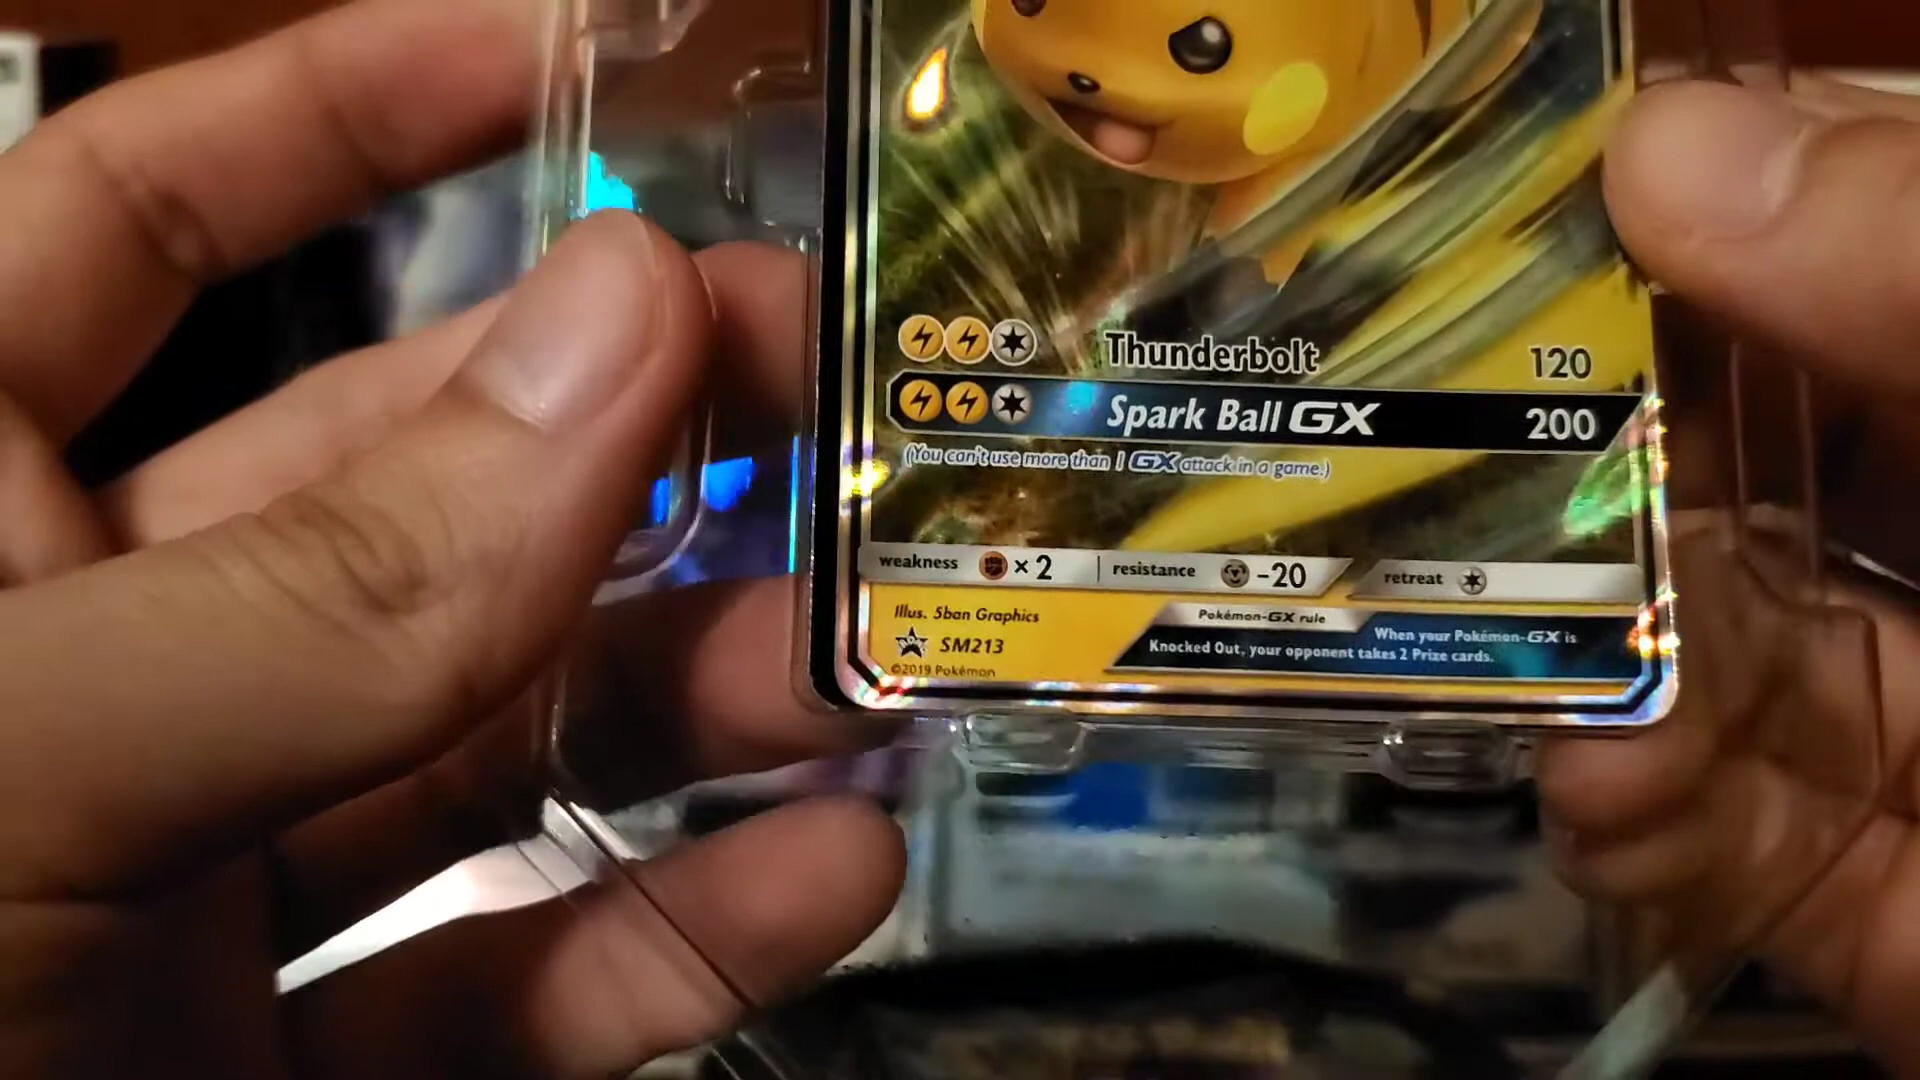 Thunderbolt 120
Spark Ball GX 200
(You can't use more than 1 GX attack in a game.)
weakness ×2 resistance -20 retreat
Illus. 5ban Graphics
SM213
©2019 Pokémon
Pokémon-GX rule
When your Pokémon-GX is
Knocked Out, your opponent takes 2 Prize cards.